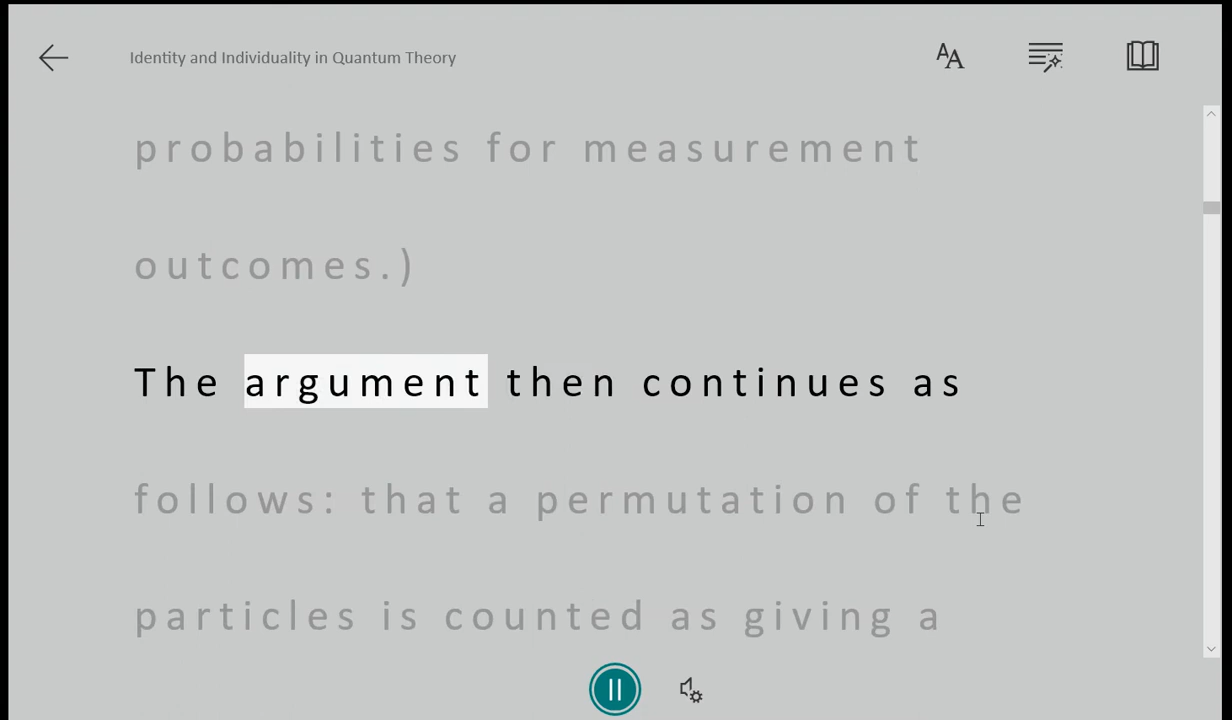 Identity and Individuality in Quantum Theory
probabilities for measurement
outcomes.)
The argument then continues as
follows: that a permutation of the
particles is counted as giving a